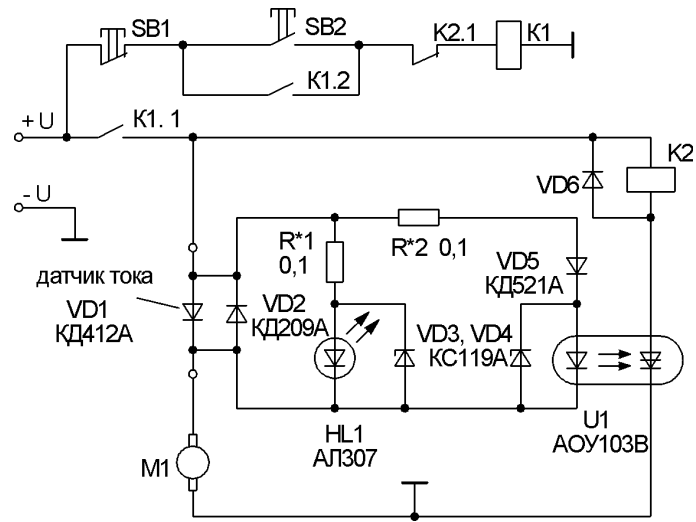 SB1
SB2
K2.1
K1
K1.2
+ U
K1. 1
K2
VD6
- U
R*1
0,1
R*2 0,1
датчик тока
VD1
КД412А
VD2
КД209А
VD5
КД521А
VD3, VD4
КС119А
HL1
АЛ307
U1
АОУ103В
M1